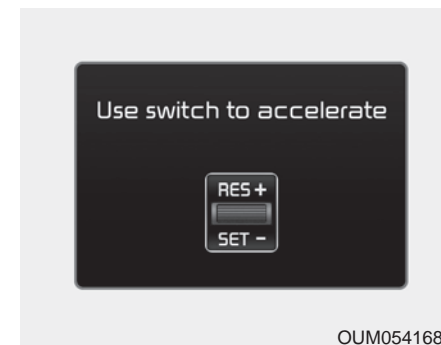 Use switch to accelerate
RES +
SET -
OUM054168